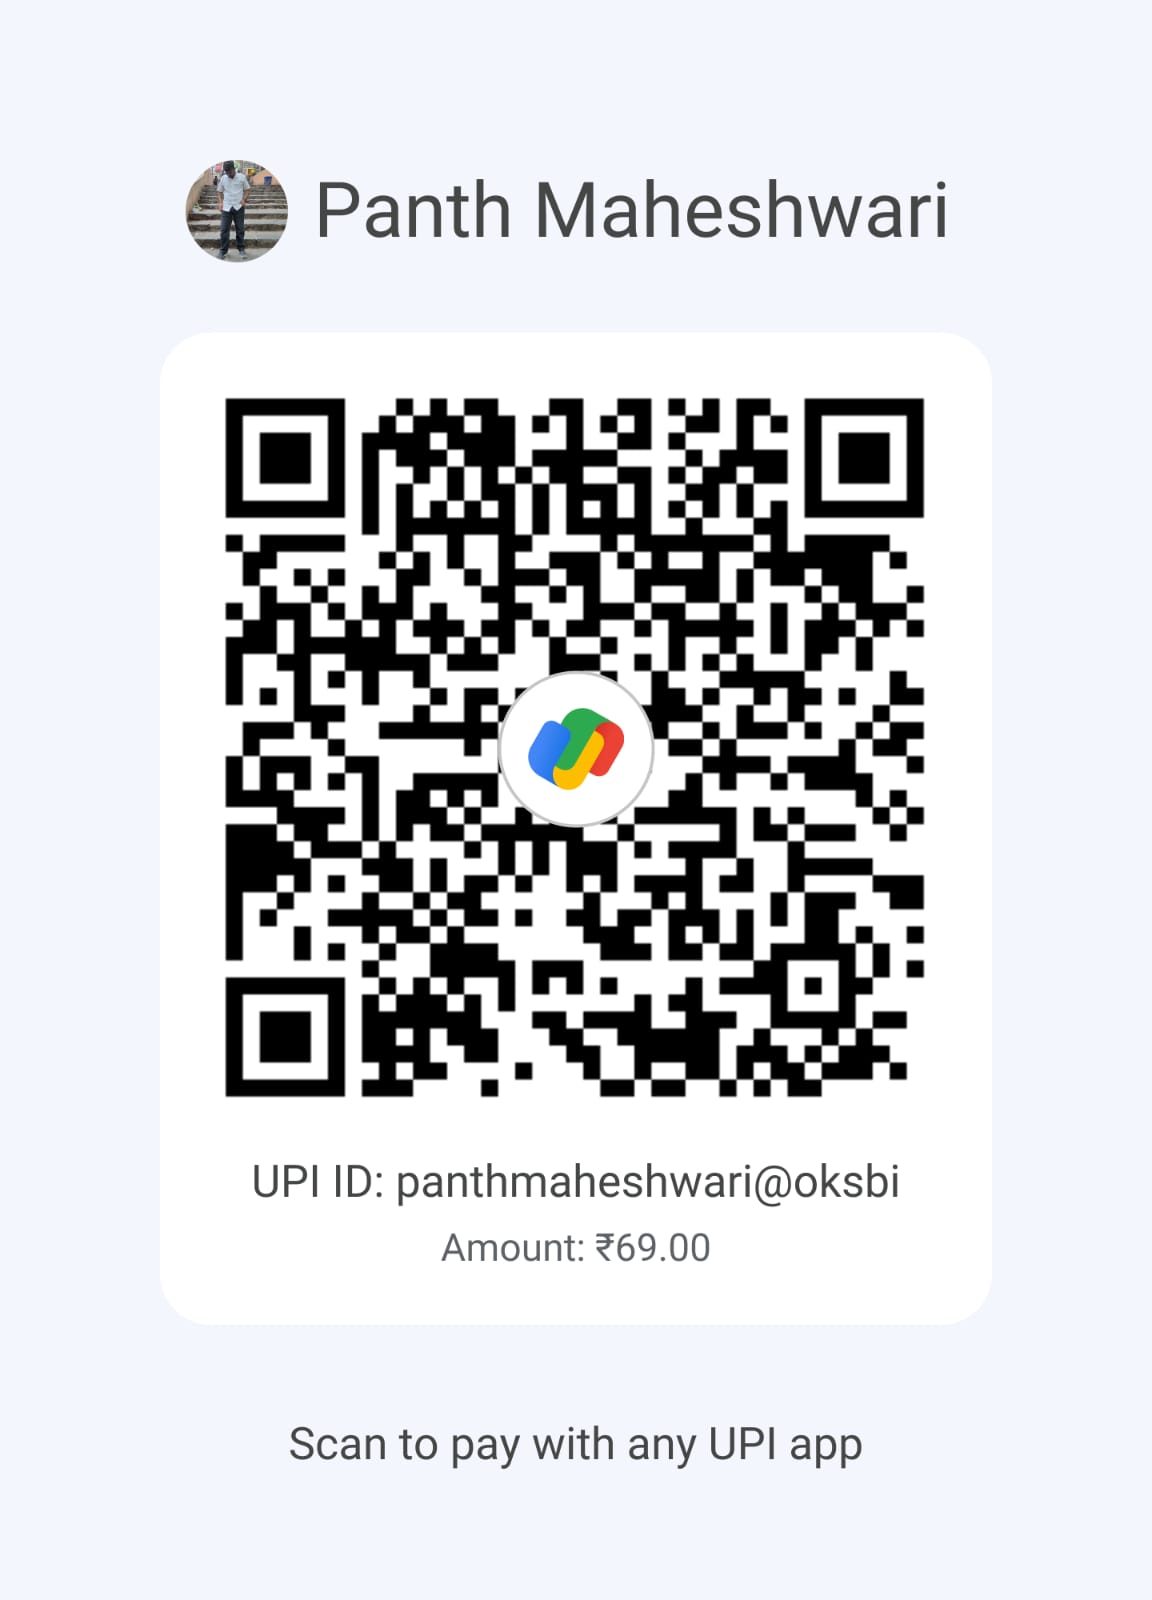 Panth Maheshwari
UPI ID: panthmaheshwari@oksbi
Amount: ₹69.00
Scan to pay with any UPI app